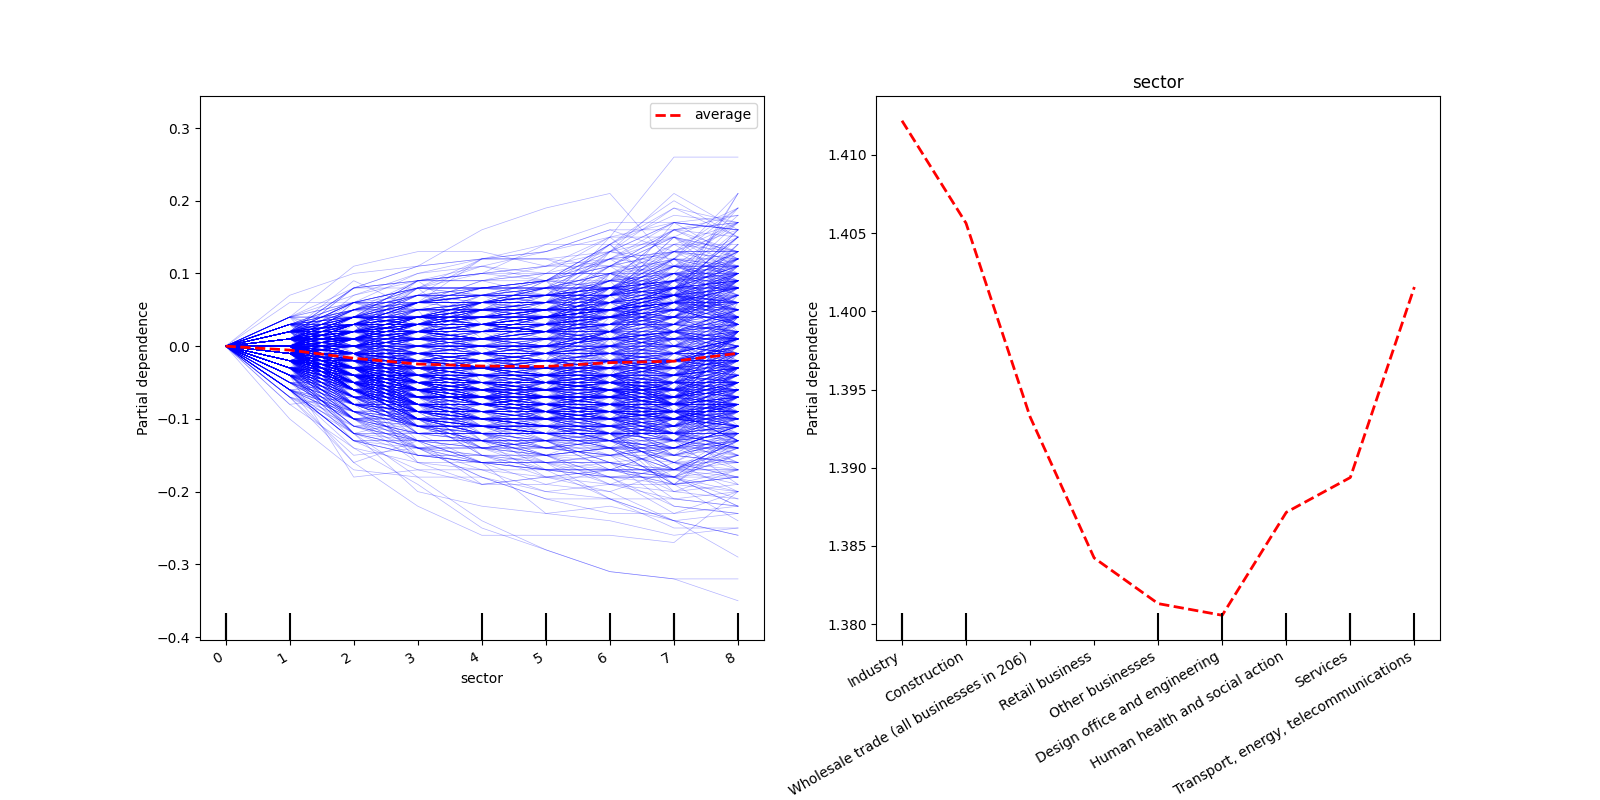 average
0.3
0.2
0.1
0.0
−0.1
−0.2
−0.3
−0.4
Partial dependence
0
1
2
3
4
5
6
7
8
sector
sector
1.410
1.405
1.400
1.395
1.390
1.385
1.380
Partial dependence
Industry
Construction
Wholesale trade (all businesses in 206)
Retail business
Other businesses
Design office and engineering
Human health and social action
Services
Transport, energy, telecommunications